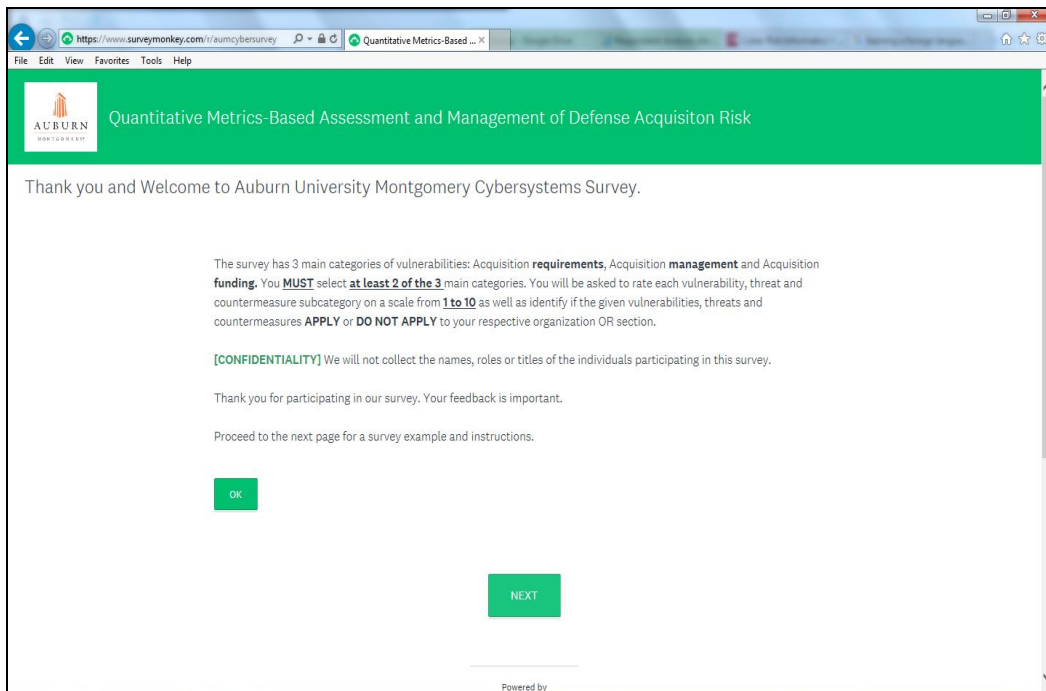 https://www.surveymonkey.com/r/aumcybersurvey
Quantitative Metrics-Based ...
File Edit View Favorites Tools Help
AUBURN
MONTGOMERY
Quantitative Metrics-Based Assessment and Management of Defense Acquisiton Risk
Thank you and Welcome to Auburn University Montgomery Cybersystems Survey.
The survey has 3 main categories of vulnerabilities: Acquisition requirements, Acquisition management and Acquisition
funding. You MUST select at least 2 of the 3 main categories. You will be asked to rate each vulnerability, threat and
countermeasure subcategory on a scale from 1 to 10 as well as identify if the given vulnerabilities, threats and
countermeasures APPLY or DO NOT APPLY to your respective organization OR section.
[CONFIDENTIALITY] We will not collect the names, roles or titles of the individuals participating in this survey.
Thank you for participating in our survey. Your feedback is important.
Proceed to the next page for a survey example and instructions.
OK
NEXT
Powered by